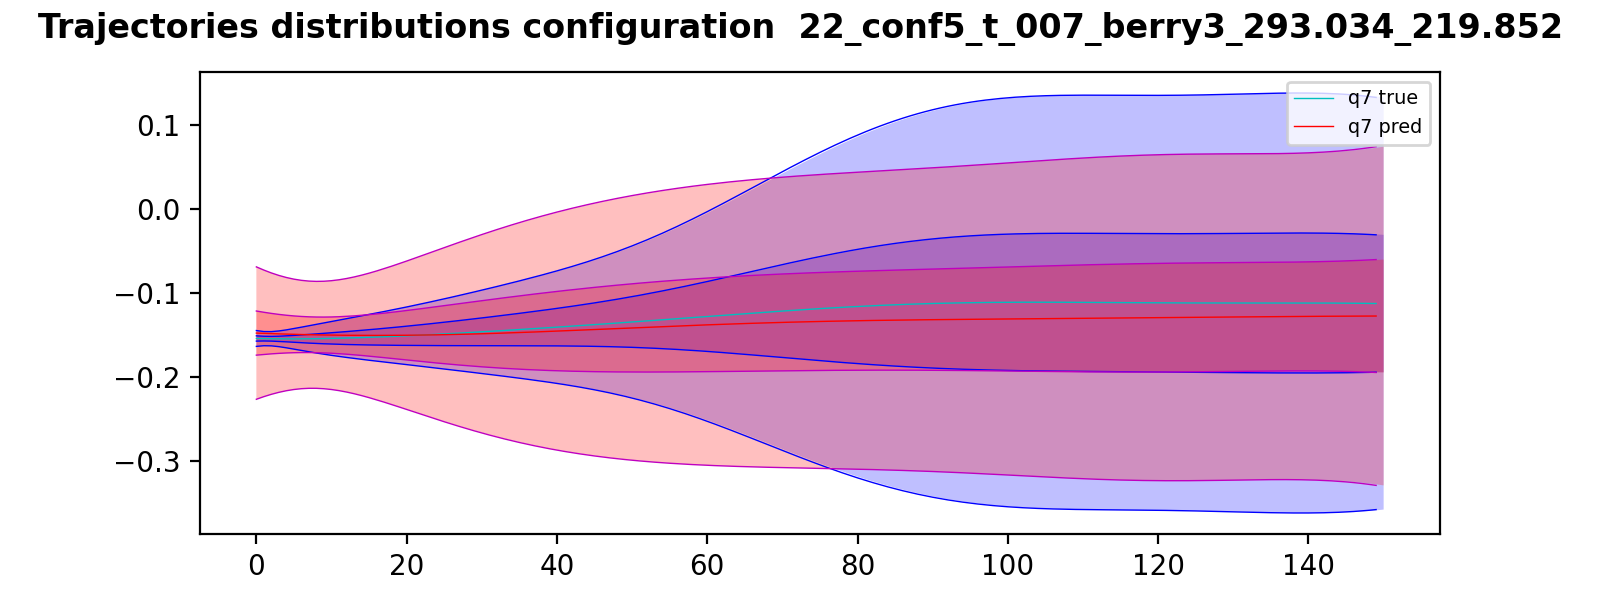 Trajectories distributions configuration  22_conf5_t_007_berry3_293.034_219.852
q7 true
q7 pred
0.1
0.0
−0.1
−0.2
−0.3
0 20 40 60 80 100 120 140